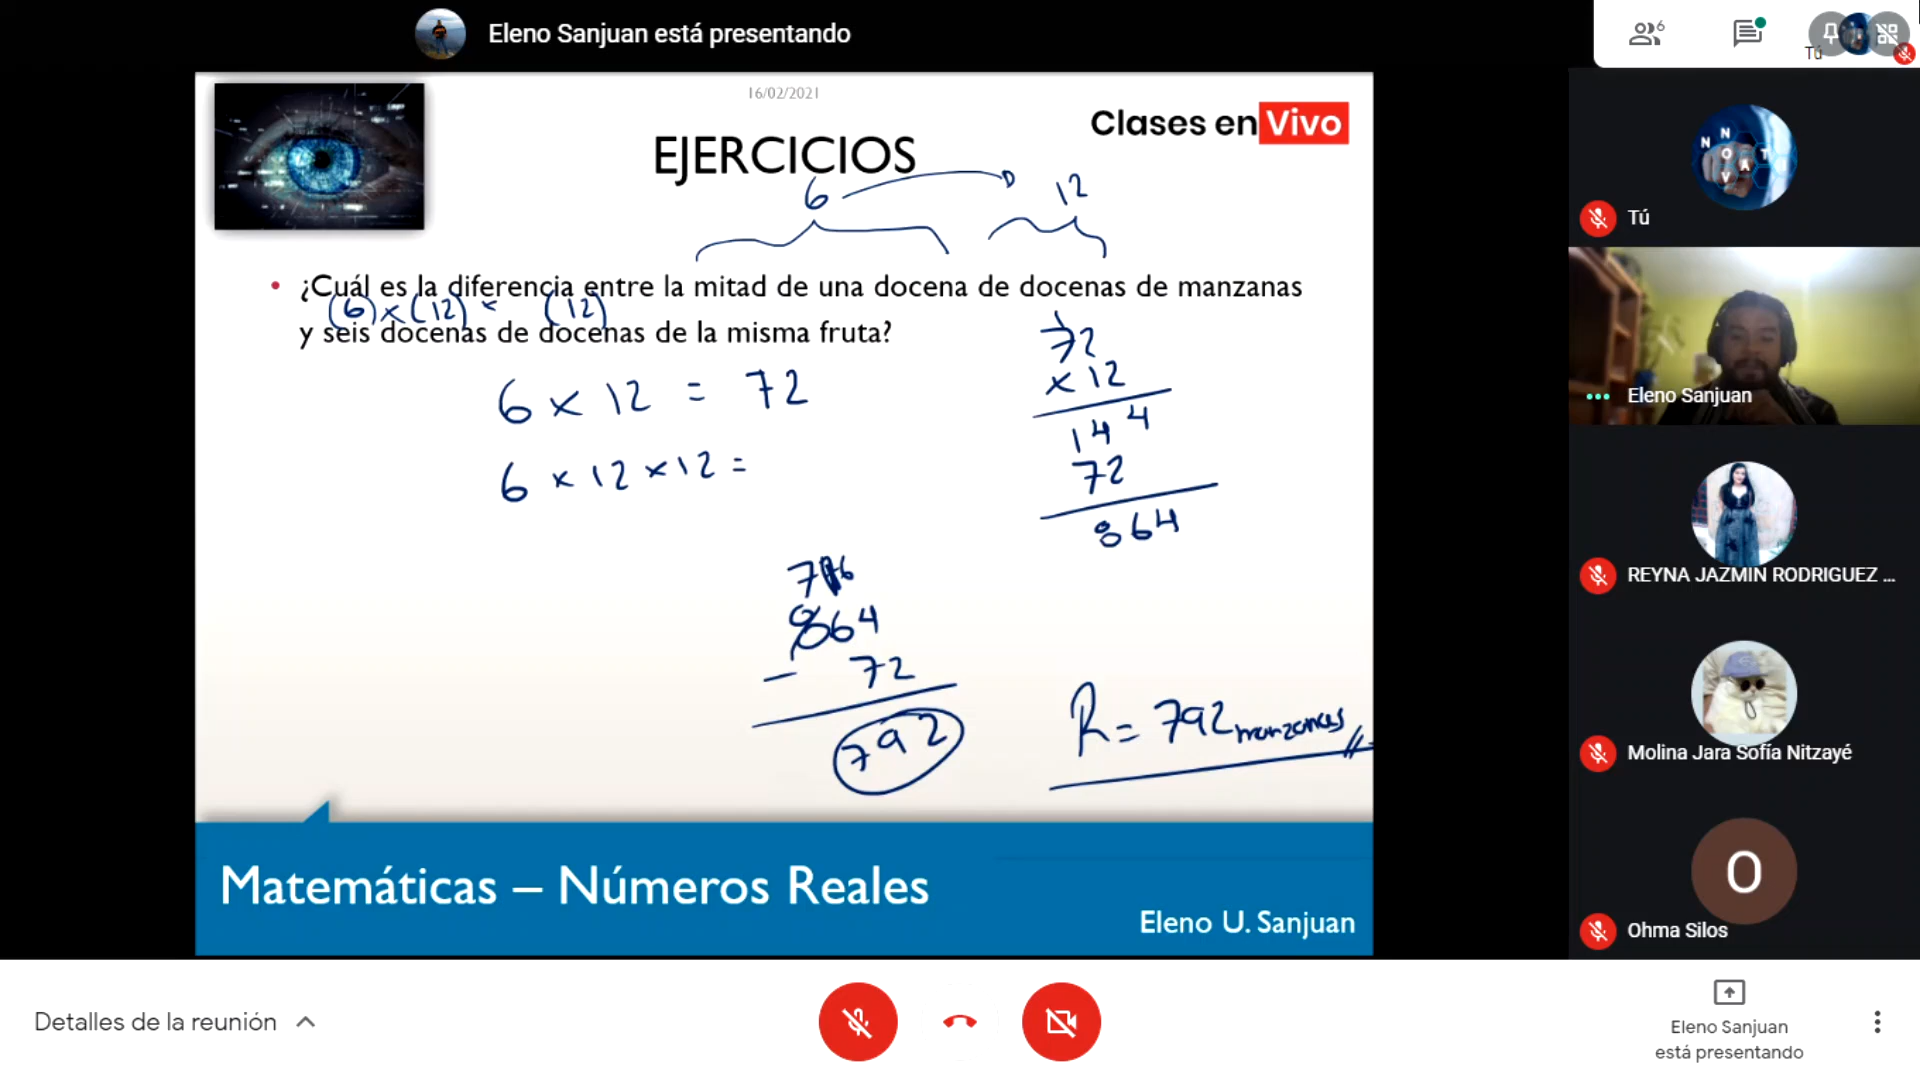 Eleno Sanjuan está presentando
6
Tú
16/02/2021
Clases en Vivo
EJERCICIOS
6
12
• ¿Cuál es la diferencia entre la mitad de una docena de docenas de manzanas
(6) x (12) × (12)
y seis docenas de docenas de la misma fruta?
6 x 12 = 72
6 x 12 x 12 =
1
72
x 12
144
72
864
7
864
- 72
792
R = 792 manzanas
Matemáticas – Números Reales
Eleno U. Sanjuan
N N O V A T
Tú
Eleno Sanjuan
REYNA JAZMIN RODRIGUEZ ...
Molina Jara Sofía Nitzayé
O
Ohma Silos
Detalles de la reunión
Eleno Sanjuan
está presentando